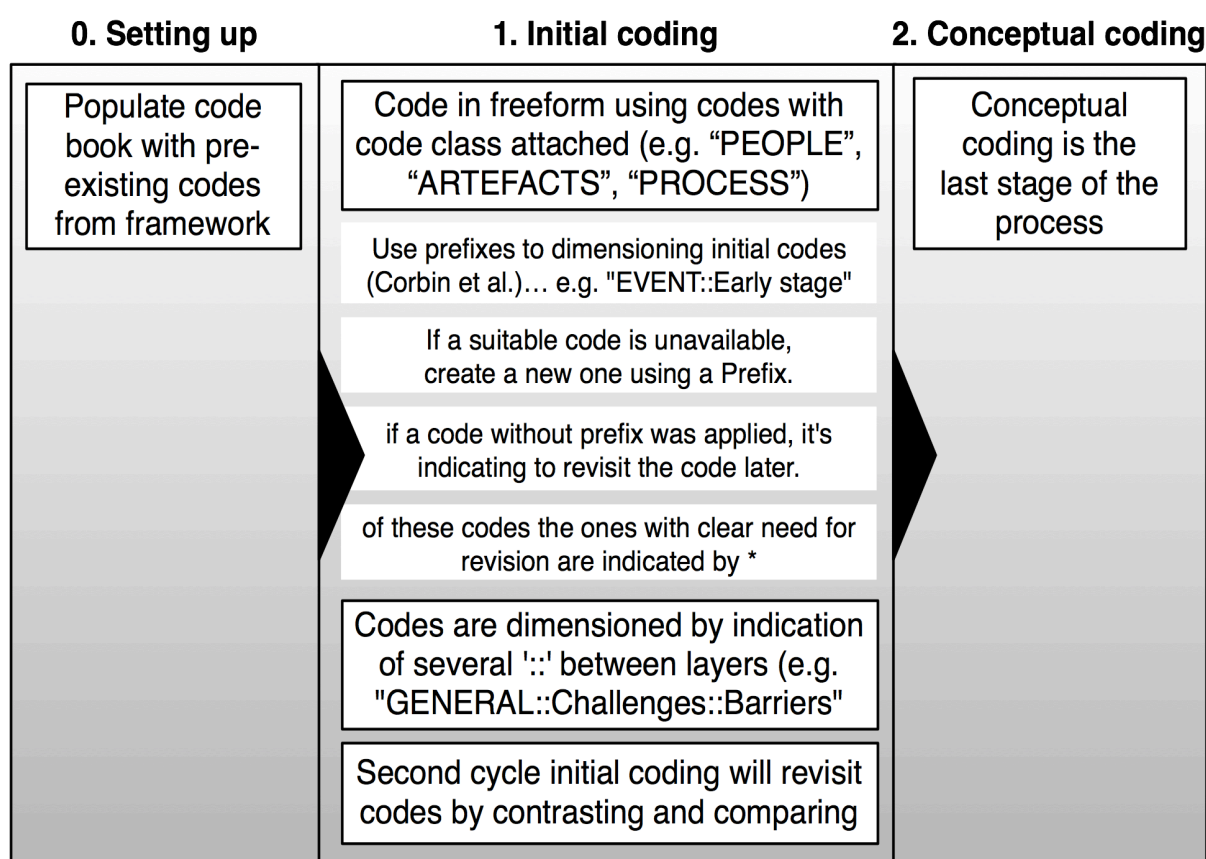 0. Setting up
Populate code
book with pre-
existing codes
from framework
1. Initial coding
Code in freeform using codes with
code class attached (e.g. “PEOPLE”,
“ARTEFACTS”, “PROCESS”)
Use prefixes to dimensioning initial codes
(Corbin et al.)… e.g. "EVENT::Early stage"
If a suitable code is unavailable,
create a new one using a Prefix.
if a code without prefix was applied, it's
indicating to revisit the code later.
of these codes the ones with clear need for
revision are indicated by *
Codes are dimensioned by indication
of several '::' between layers (e.g.
"GENERAL::Challenges::Barriers"
Second cycle initial coding will revisit
codes by contrasting and comparing
2. Conceptual coding
Conceptual
coding is the
last stage of the
process